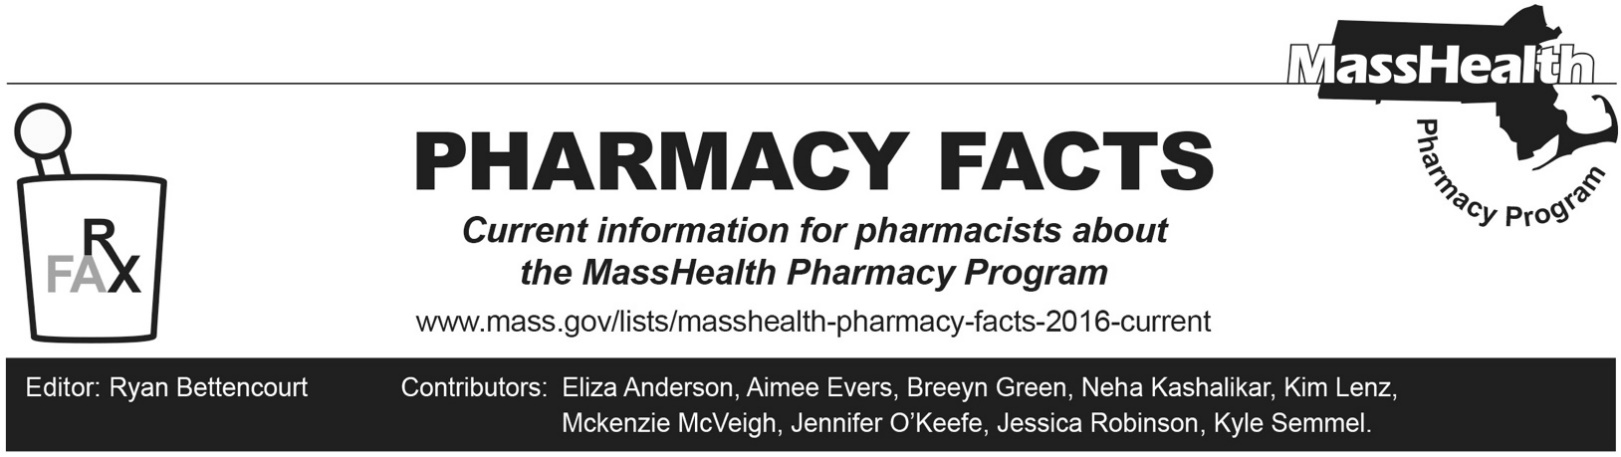 MassHealth
Pharmacy Program
PHARMACY FACTS
Current information for pharmacists about
the MassHealth Pharmacy Program
www.mass.gov/lists/masshealth-pharmacy-facts-2016-current
R
FAX
Editor: Ryan Bettencourt
Contributors: Eliza Anderson, Aimee Evers, Breeyn Green, Neha Kashalikar, Kim Lenz,
Mckenzie McVeigh, Jennifer O’Keefe, Jessica Robinson, Kyle Semmel.